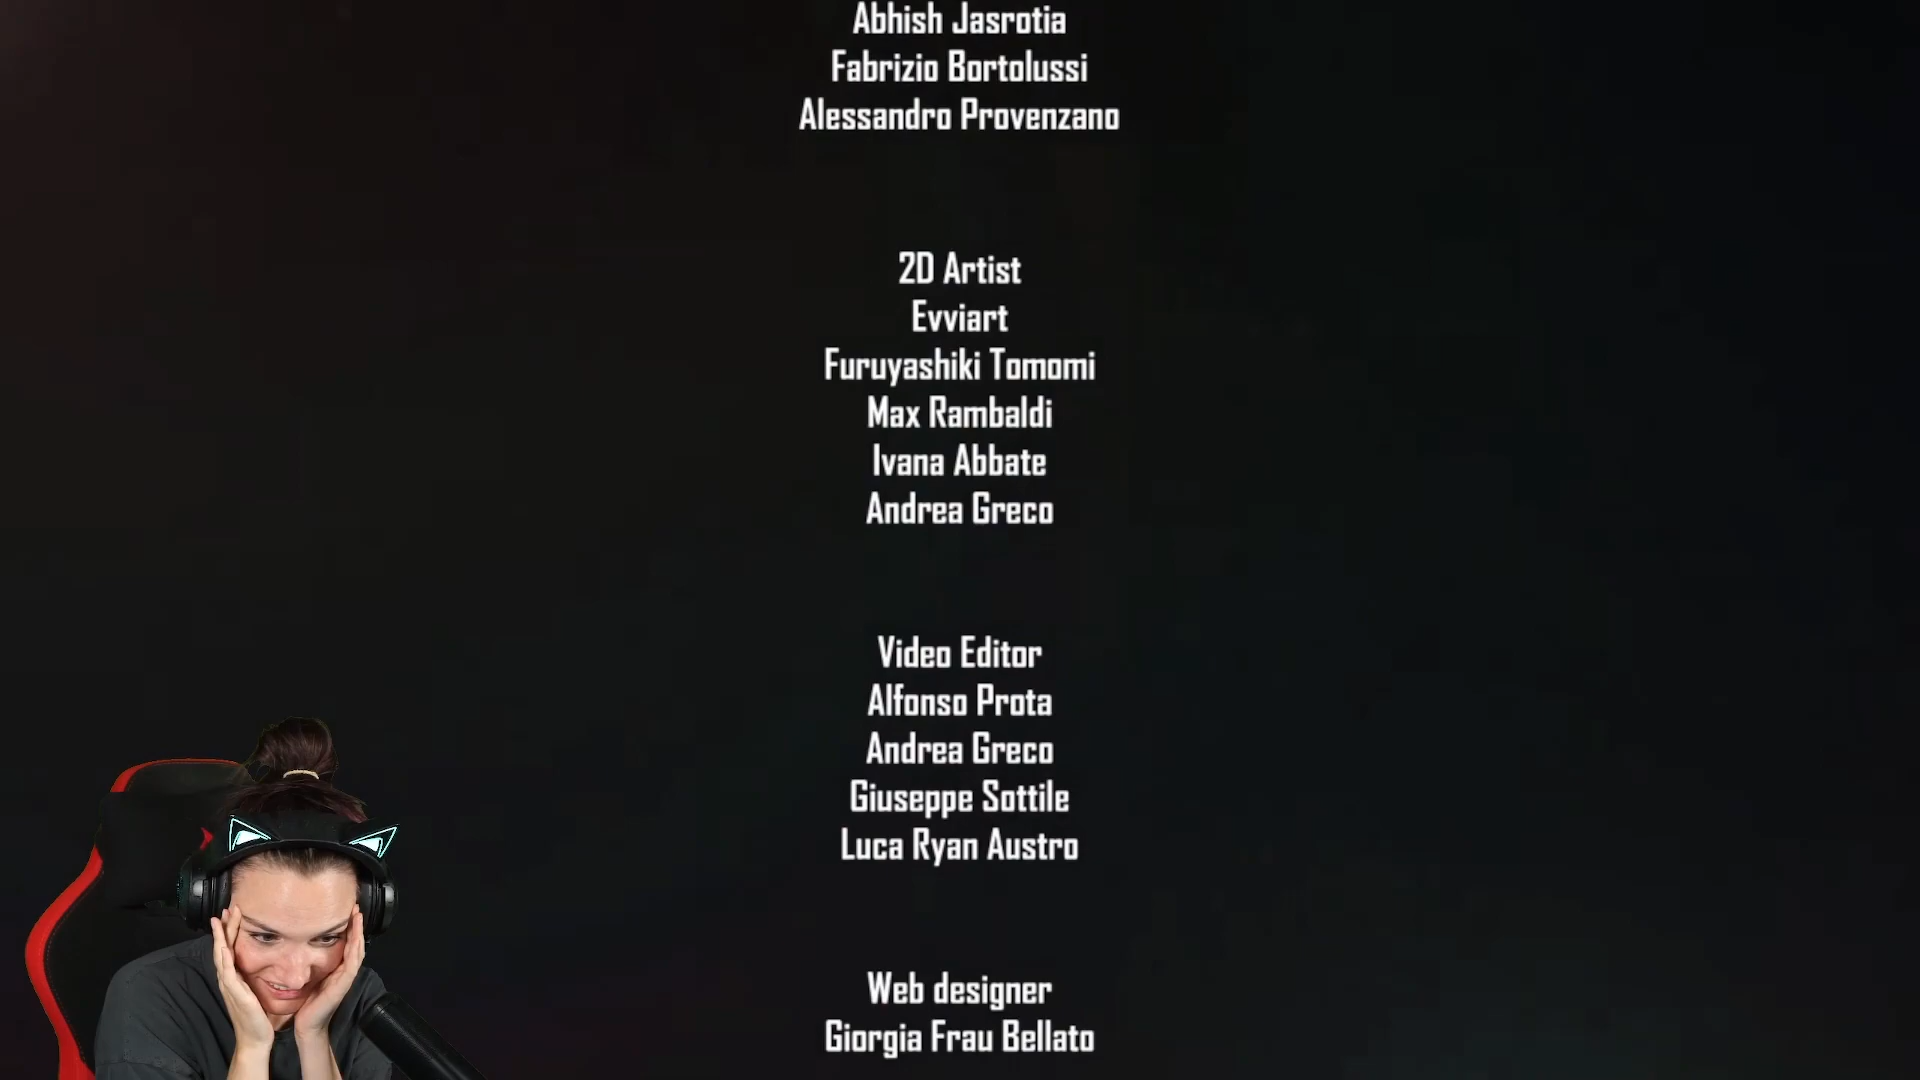 Abhish Jasrotia
Fabrizio Bortolussi
Alessandro Provenzano
2D Artist
Evviart
Furuyashiki Tomomi
Max Rambaldi
Ivana Abbate
Andrea Greco
Video Editor
Alfonso Prota
Andrea Greco
Giuseppe Sottile
Luca Ryan Austro
Web designer
Giorgia Frau Bellato